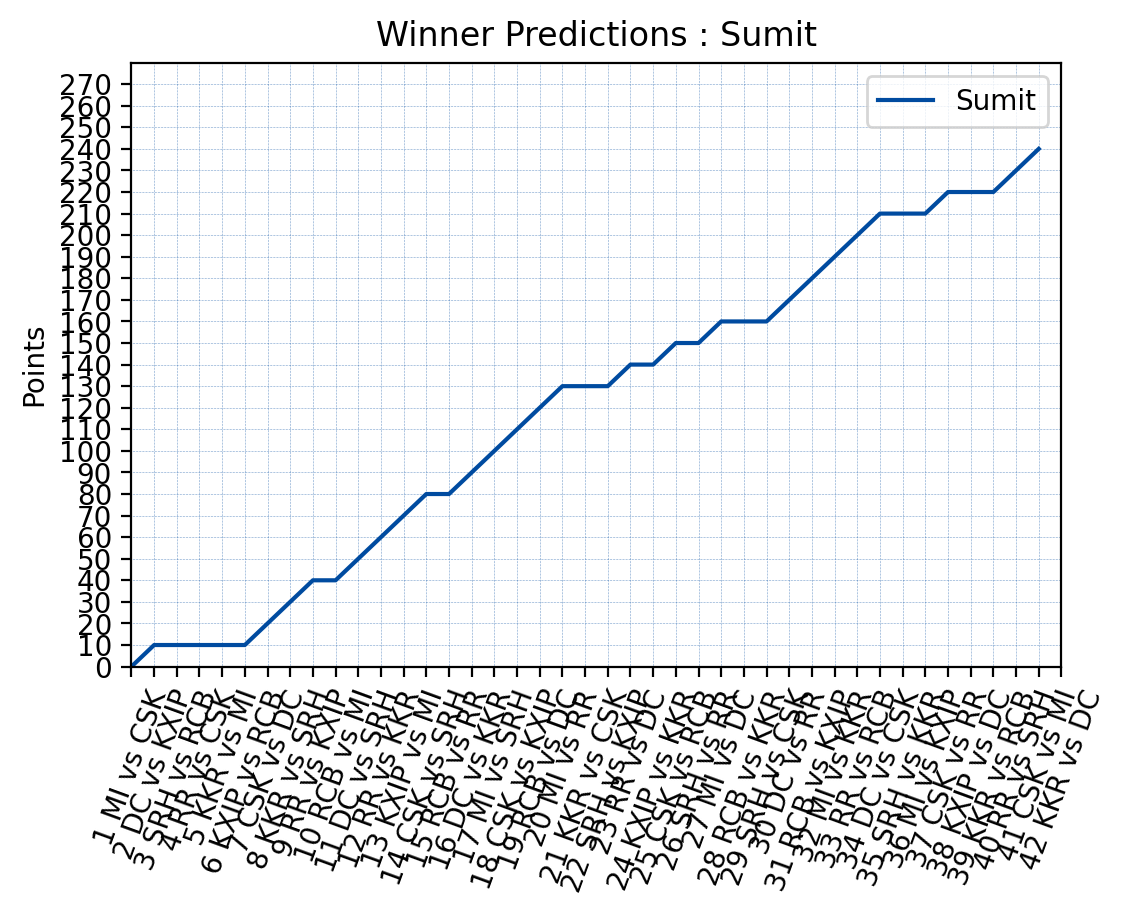 Winner Predictions : Sumit
Sumit
Points
270
260
250
240
230
220
210
200
190
180
170
160
150
140
130
120
110
100
90
80
70
60
50
40
30
20
10
0
1 MI vs CSK
2 DC vs KXIP
3 SRH vs RCB
4 RR vs CSK
5 KKR vs MI
6 KXIP vs RCB
7 CSK vs DC
8 KKR vs SRH
9 RR vs KXIP
10 RCB vs MI
11 DC vs SRH
12 RR vs KKR
13 KXIP vs MI
14 CSK vs SRH
15 RCB vs RR
16 DC vs KKR
17 MI vs SRH
18 CSK vs KXIP
19 RCB vs DC
20 MI vs RR
21 KKR vs CSK
22 SRH vs KXIP
23 RR vs DC
24 KXIP vs KKR
25 CSK vs RCB
26 SRH vs RR
27 MI vs DC
28 RCB vs KKR
29 SRH vs CSK
30 DC vs RR
31 RCB vs KXIP
32 MI vs KKR
33 RR vs RCB
34 DC vs CSK
35 SRH vs KKR
36 MI vs KXIP
37 CSK vs RR
38 KXIP vs DC
39 KKR vs RCB
40 RR vs SRH
41 CSK vs MI
42 KKR vs DC